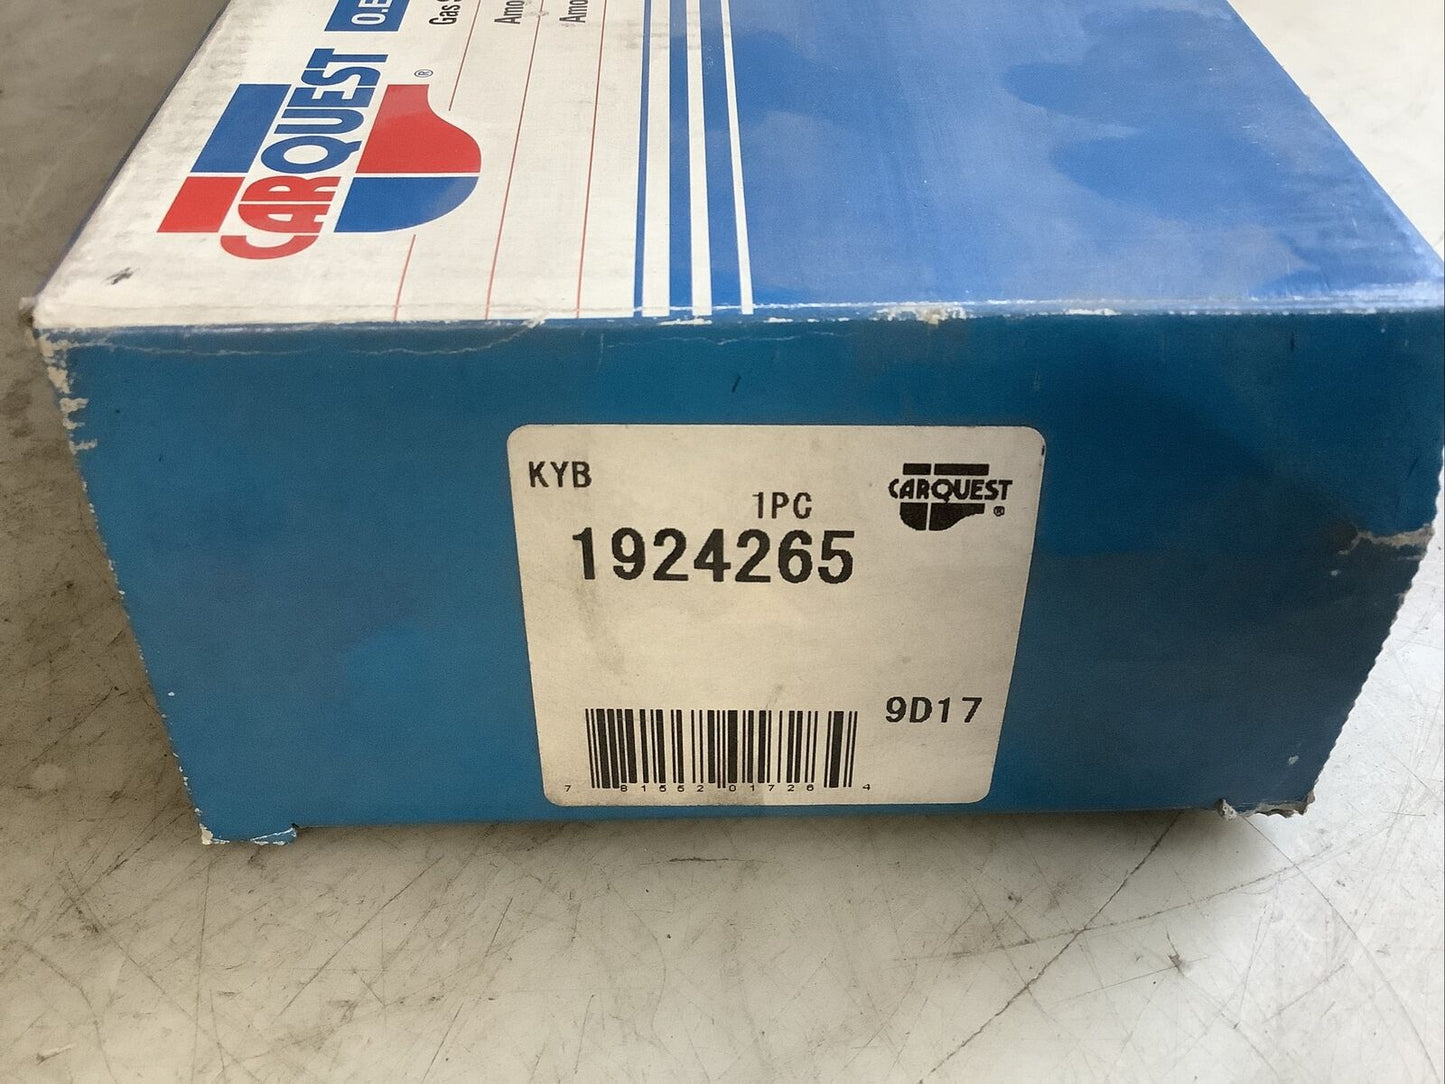 CARQUEST
®
O.E
Gas S
Amo
Amo
KYB
1PC
CARQUEST
®
1924265
9D17
7 81552 01726 4